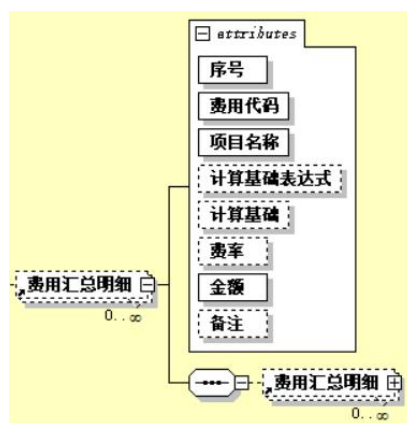 attributes
序号
费用代码
项目名称
计算基础表达式
计算基础
费率
金额
备注
费用汇总明细
0..∞
费用汇总明细
0..∞